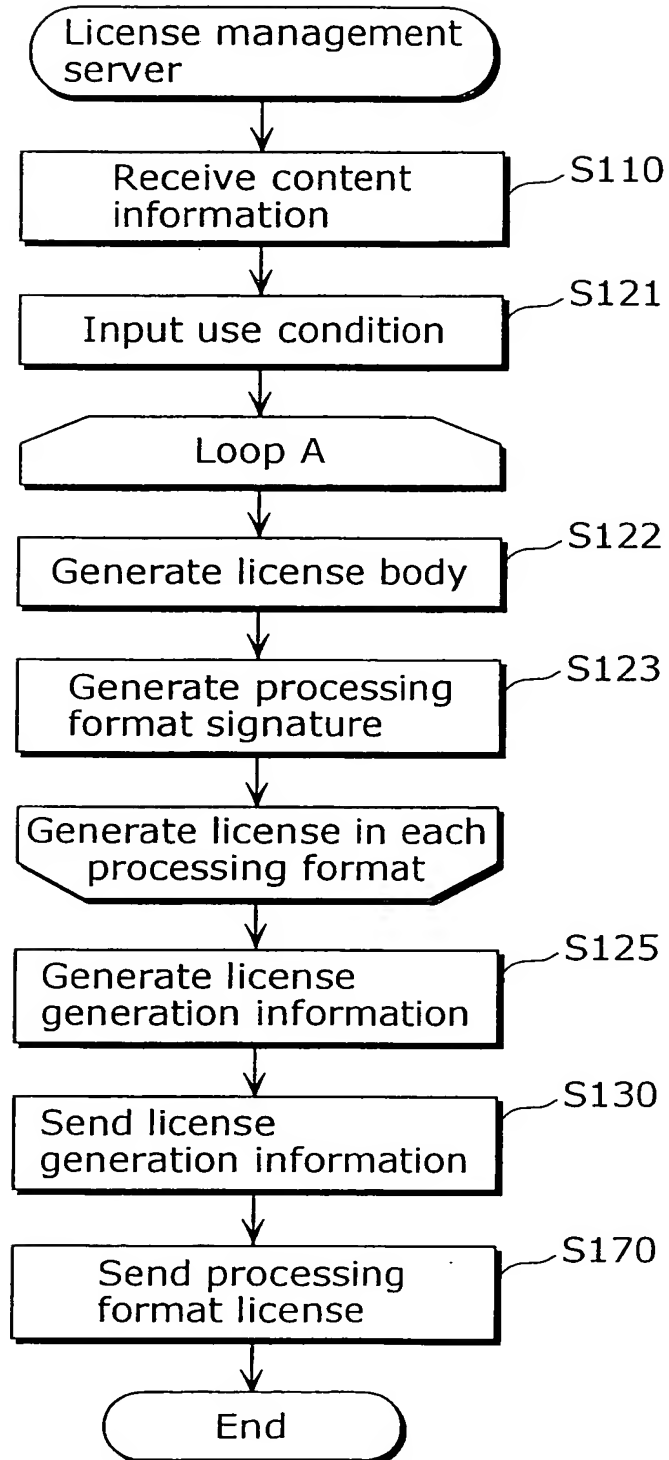 License management
server
Receive content
information
S110
Input use condition
S121
Loop A
Generate license body
S122
Generate processing
format signature
S123
Generate license in each
processing format
Generate license
generation information
S125
Send license
generation information
S130
Send processing
format license
S170
End